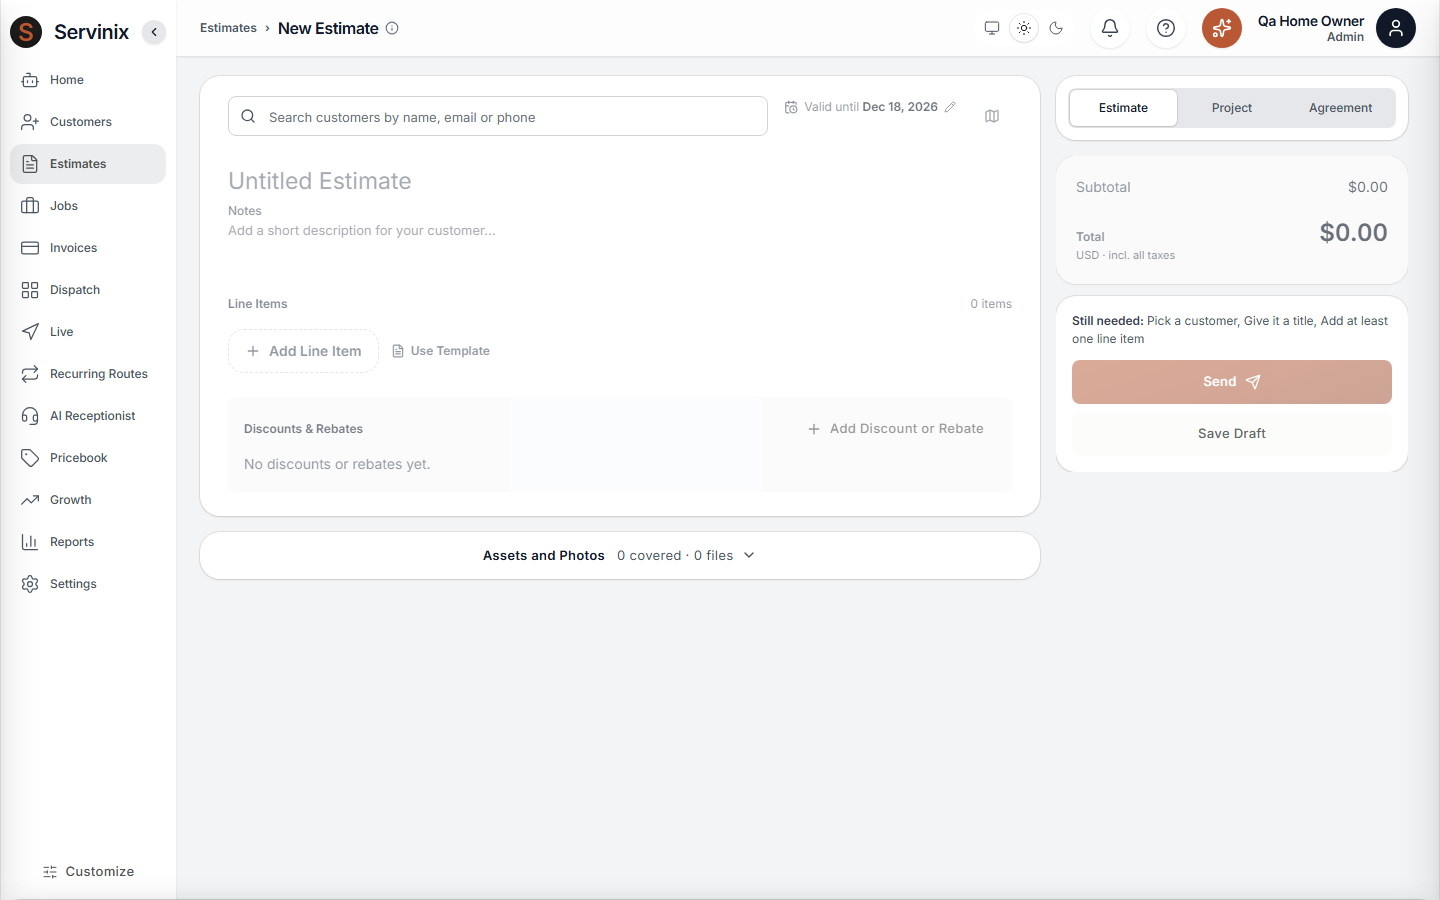 S Servinix
Home
Customers
Estimates
Jobs
Invoices
Dispatch
Live
Recurring Routes
AI Receptionist
Pricebook
Growth
Reports
Settings
Customize
Estimates › New Estimate
Qa Home Owner
Admin
Search customers by name, email or phone
Valid until Dec 18, 2026
Untitled Estimate
Notes
Add a short description for your customer...
Line Items 0 items
Add Line Item Use Template
Discounts & Rebates Add Discount or Rebate
No discounts or rebates yet.
Assets and Photos 0 covered · 0 files
Estimate Project Agreement
Subtotal $0.00
Total $0.00
USD · incl. all taxes
Still needed: Pick a customer, Give it a title, Add at least
one line item
Send
Save Draft